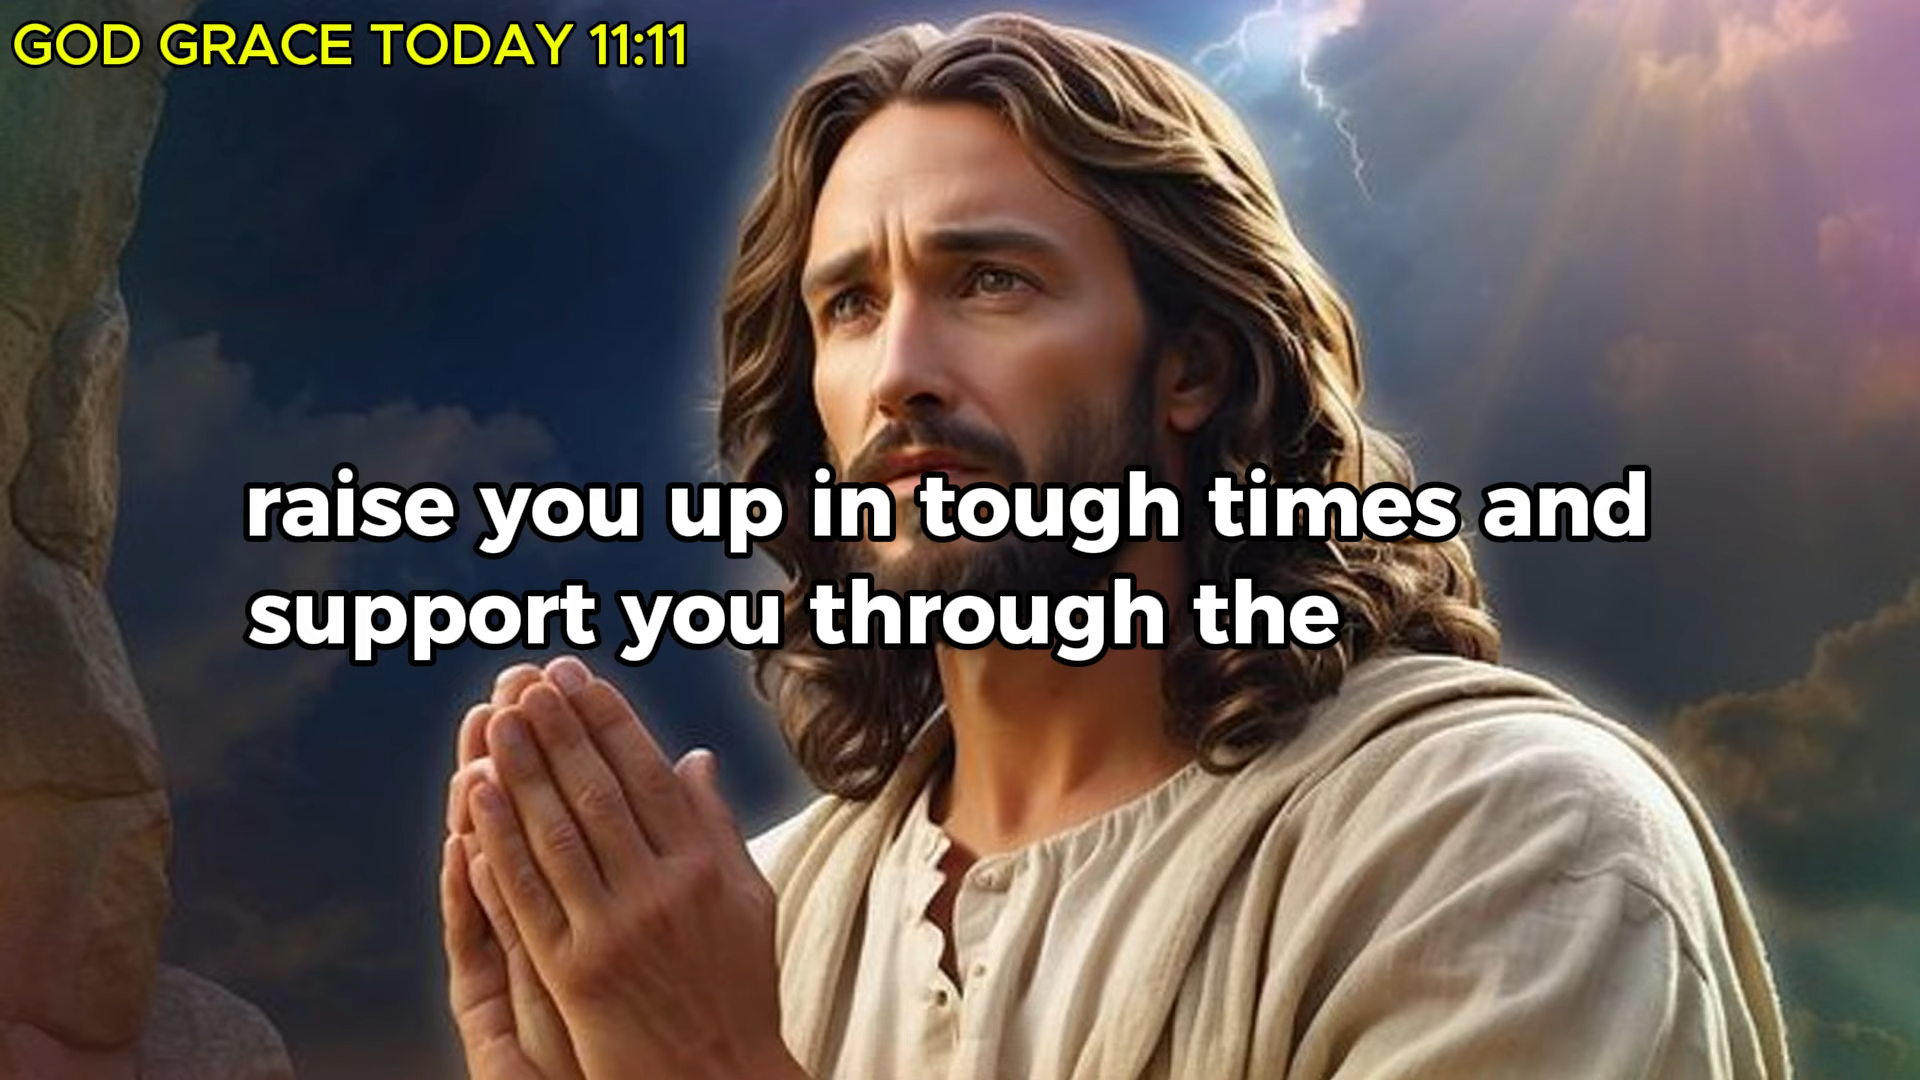 GOD GRACE TODAY 11:11
raise you up in tough times and
support you through the